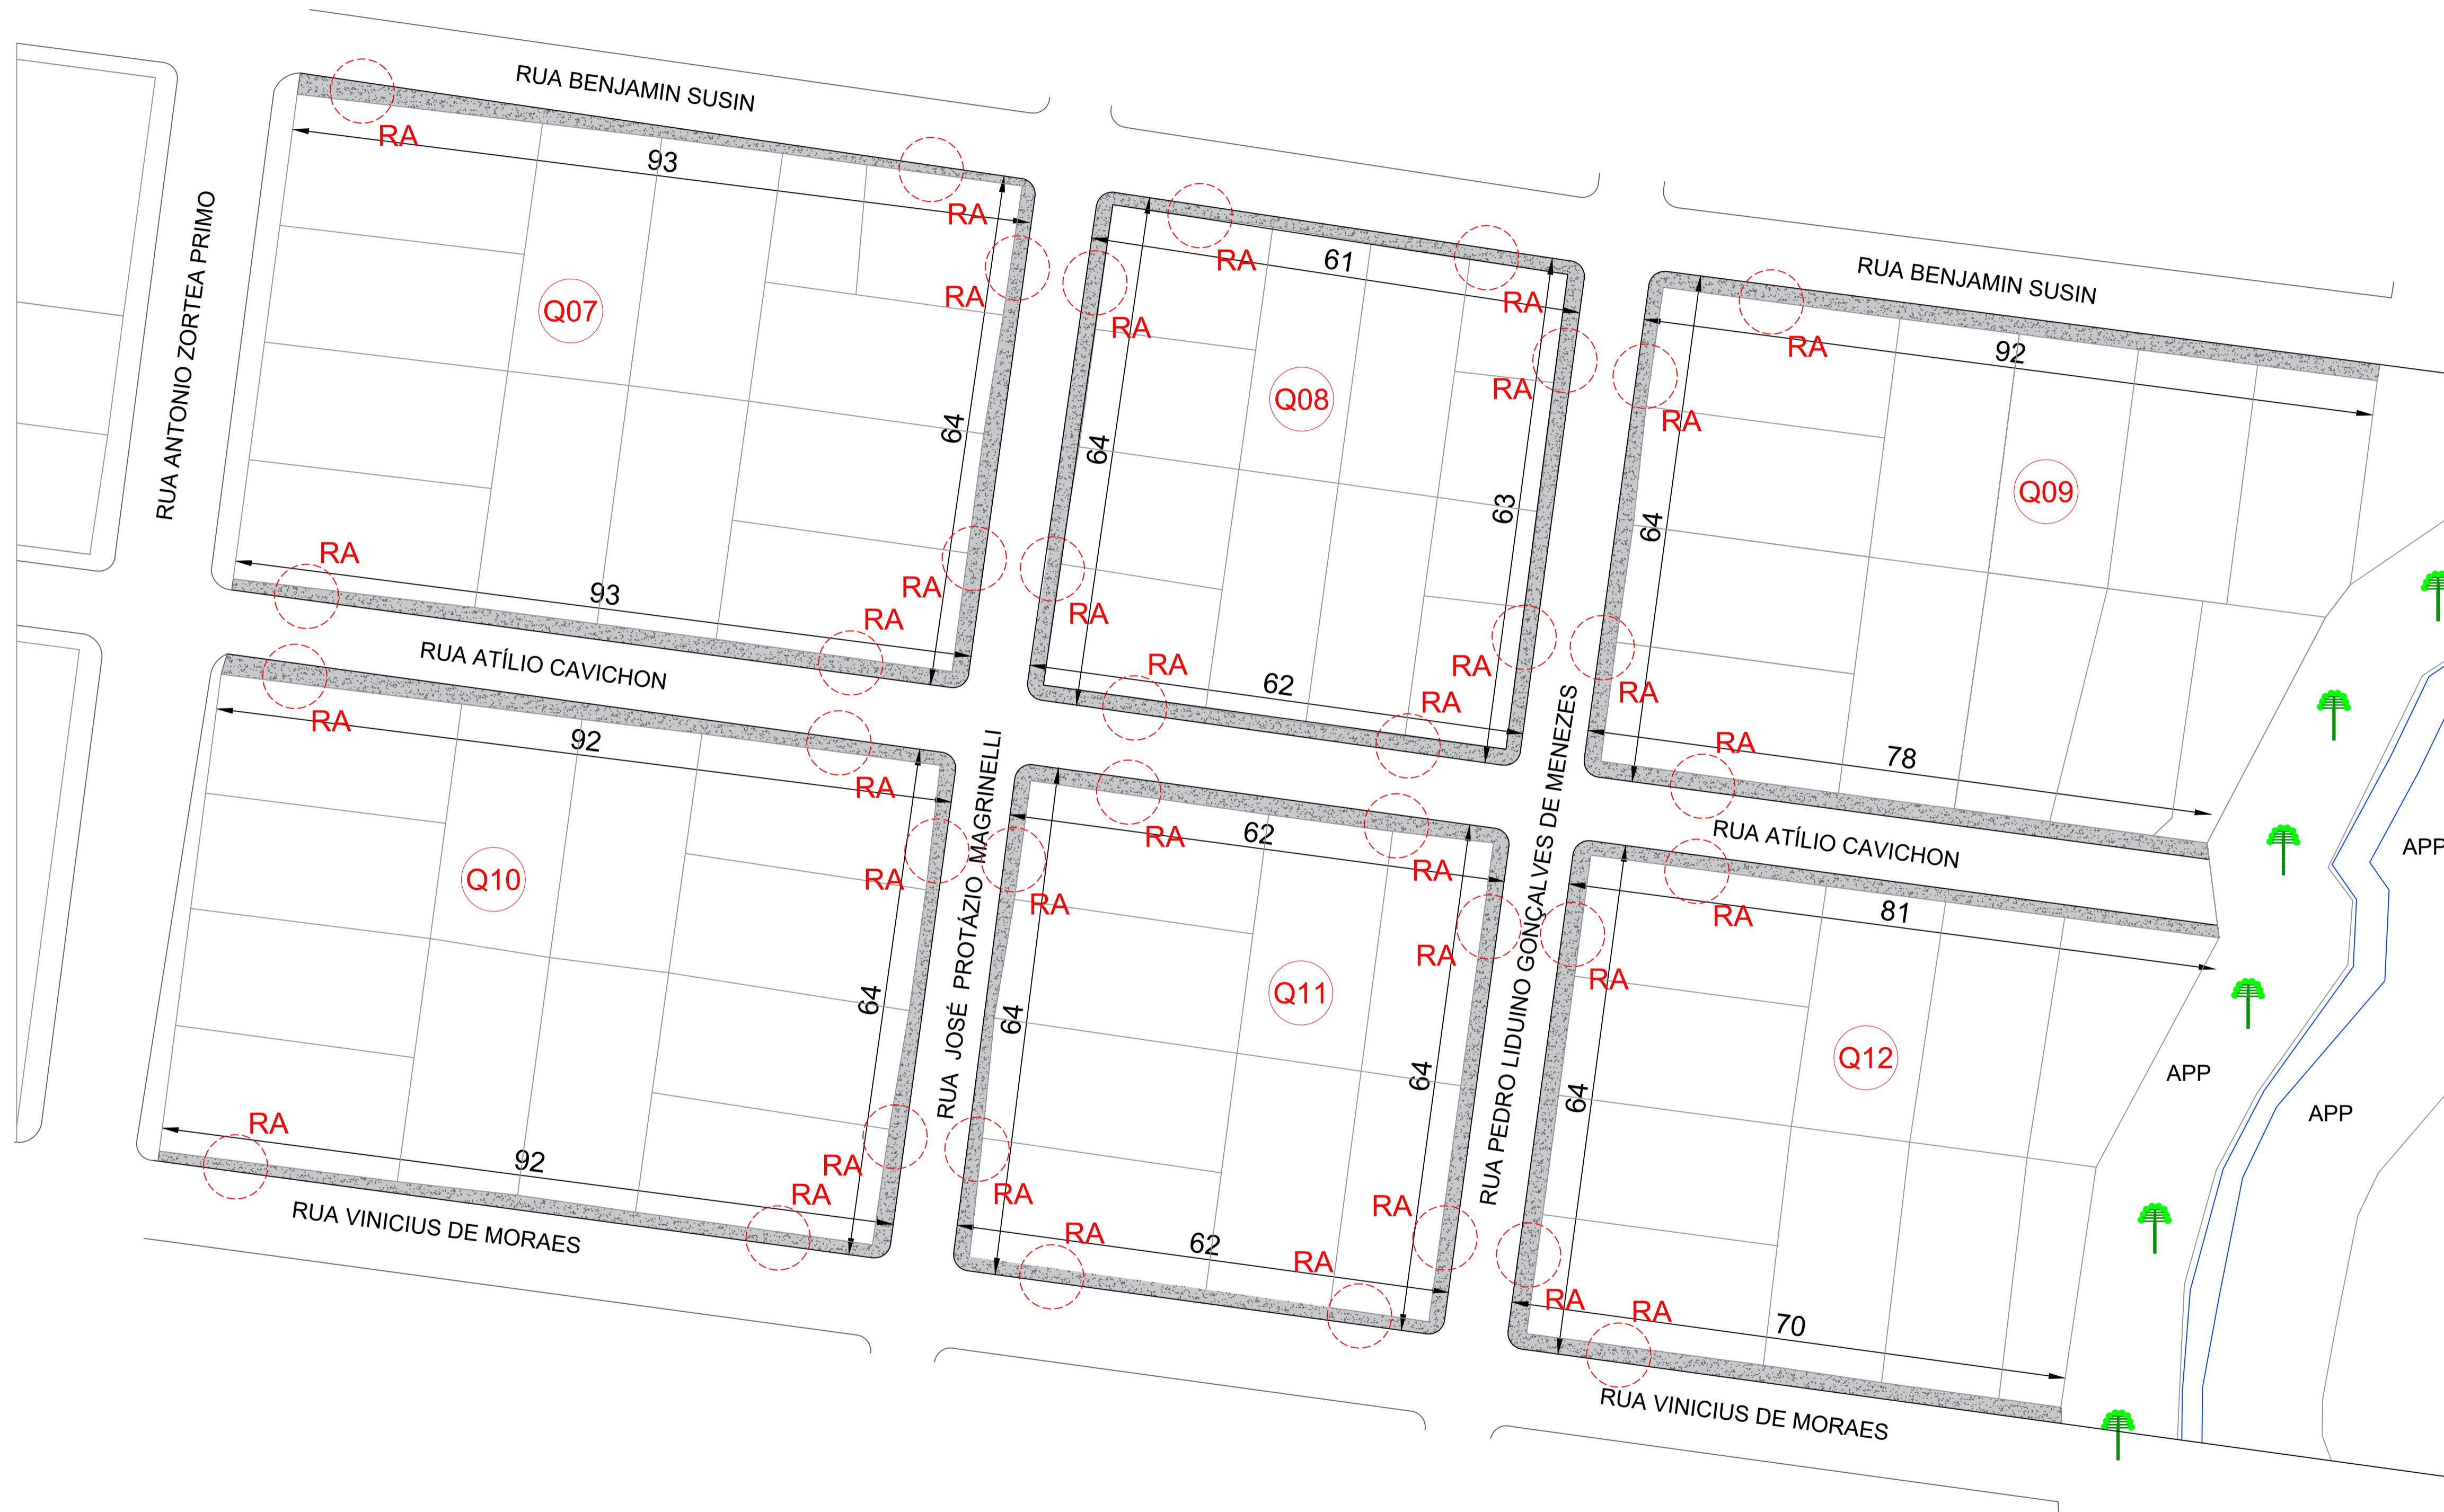 RUA BENJAMIN SUSIN
RA
93
RA
RA
RUA ANTONIO ZORTEA PRIMO
Q07
64
RA
93
RA
RA
RA
61
RA
RA
RA
Q08
64
63
RA
RA
62
RA
RA
RUA BENJAMIN SUSIN
RA
92
RA
Q09
64
RA
RA
78
RUA ATÍLIO CAVICHON
RA
92
RA
RA
Q10
64
RA
92
RA
RA
RUA VINICIUS DE MORAES
RUA JOSÉ PROTÁZIO MAGRINELLI
RA
62
RA
RA
RA
Q11
64
64
RA
RA
RA
62
RA
RUA PEDRO LIDUINO GONÇALVES DE MENEZES
RUA ATÍLIO CAVICHON
RA
81
RA
Q12
64
RA
RA
70
RUA VINICIUS DE MORAES
APP
APP
APP